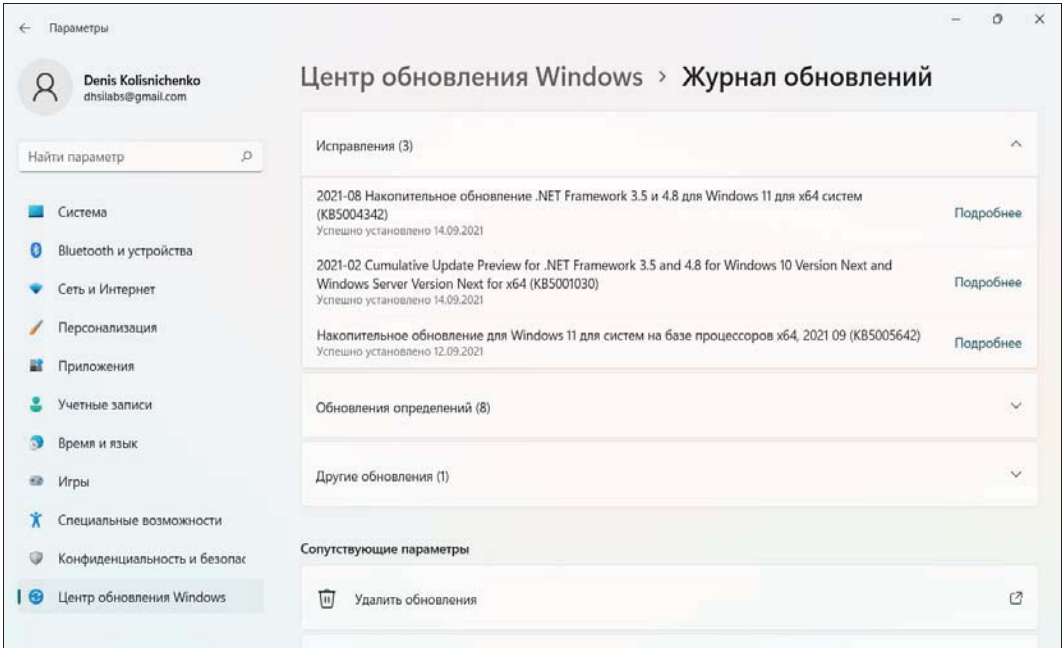 Параметры
Denis Kolisnichenko
dhsilabs@gmail.com
Найти параметр
Система
Bluetooth и устройства
Сеть и Интернет
Персонализация
Приложения
Учетные записи
Время и язык
Игры
Специальные возможности
Конфиденциальность и безопас
Центр обновления Windows
Центр обновления Windows › Журнал обновлений
Исправления (3)
2021-08 Накопительное обновление .NET Framework 3.5 и 4.8 для Windows 11 для x64 систем
(KB5004342)
Успешно установлено 14.09.2021
Подробнее
2021-02 Cumulative Update Preview for .NET Framework 3.5 and 4.8 for Windows 10 Version Next and
Windows Server Version Next for x64 (KB5001030)
Успешно установлено 14.09.2021
Подробнее
Накопительное обновление для Windows 11 для систем на базе процессоров x64, 2021 09 (KB5005642)
Успешно установлено 12.09.2021
Подробнее
Обновления определений (8)
Другие обновления (1)
Сопутствующие параметры
Удалить обновления